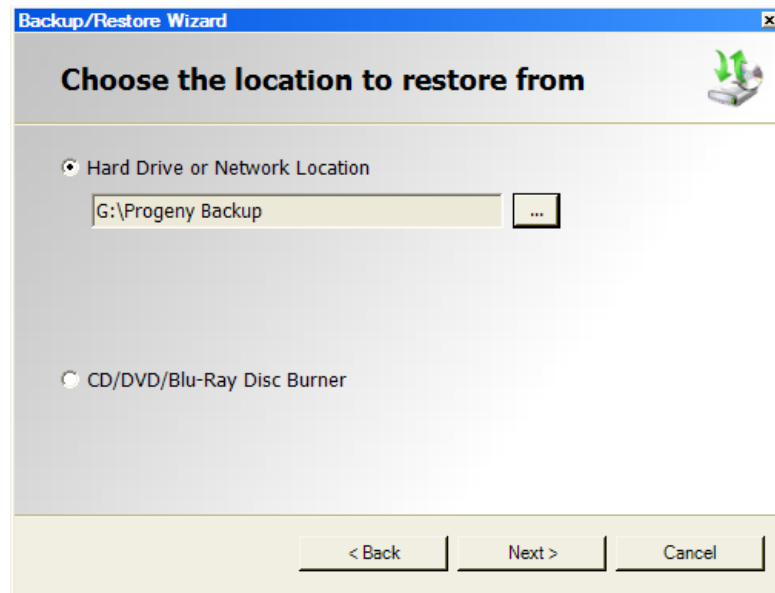 Backup/Restore Wizard
Choose the location to restore from
Hard Drive or Network Location
G:\Progeny Backup
...
CD/DVD/Blu-Ray Disc Burner
< Back Next > Cancel